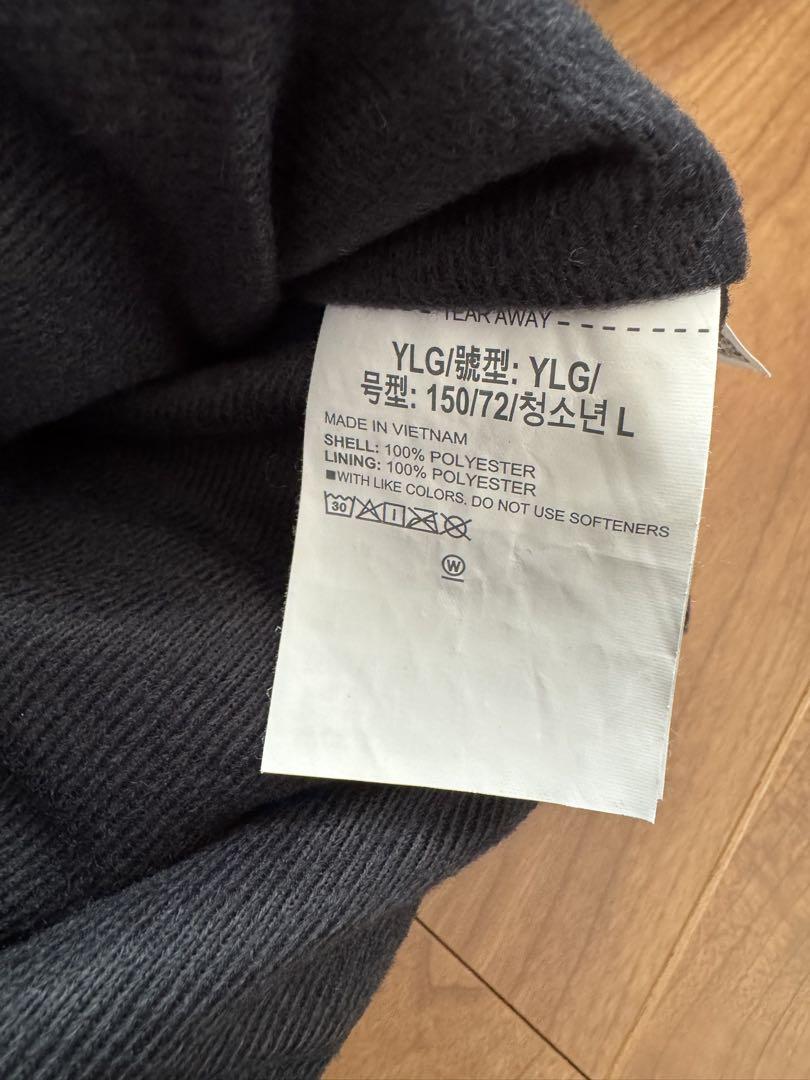 TEAR AWAY
YLG/號型: YLG/
号型: 150/72/청소년 L
MADE IN VIETNAM
SHELL: 100% POLYESTER
LINING: 100% POLYESTER
■WITH LIKE COLORS, DO NOT USE SOFTENERS
30
W